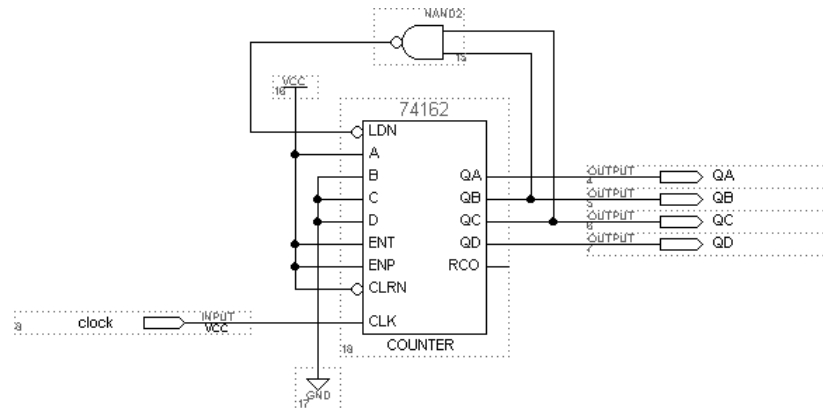 NAND2
15
VCC
16
74162
LDN
A
B QA OUTPUT 4 QA
C QB OUTPUT 5 QB
D QC OUTPUT 6 QC
ENT QD OUTPUT 7 QD
ENP RCO
CLRN
clock INPUT VCC CLK
18 COUNTER
17 GND